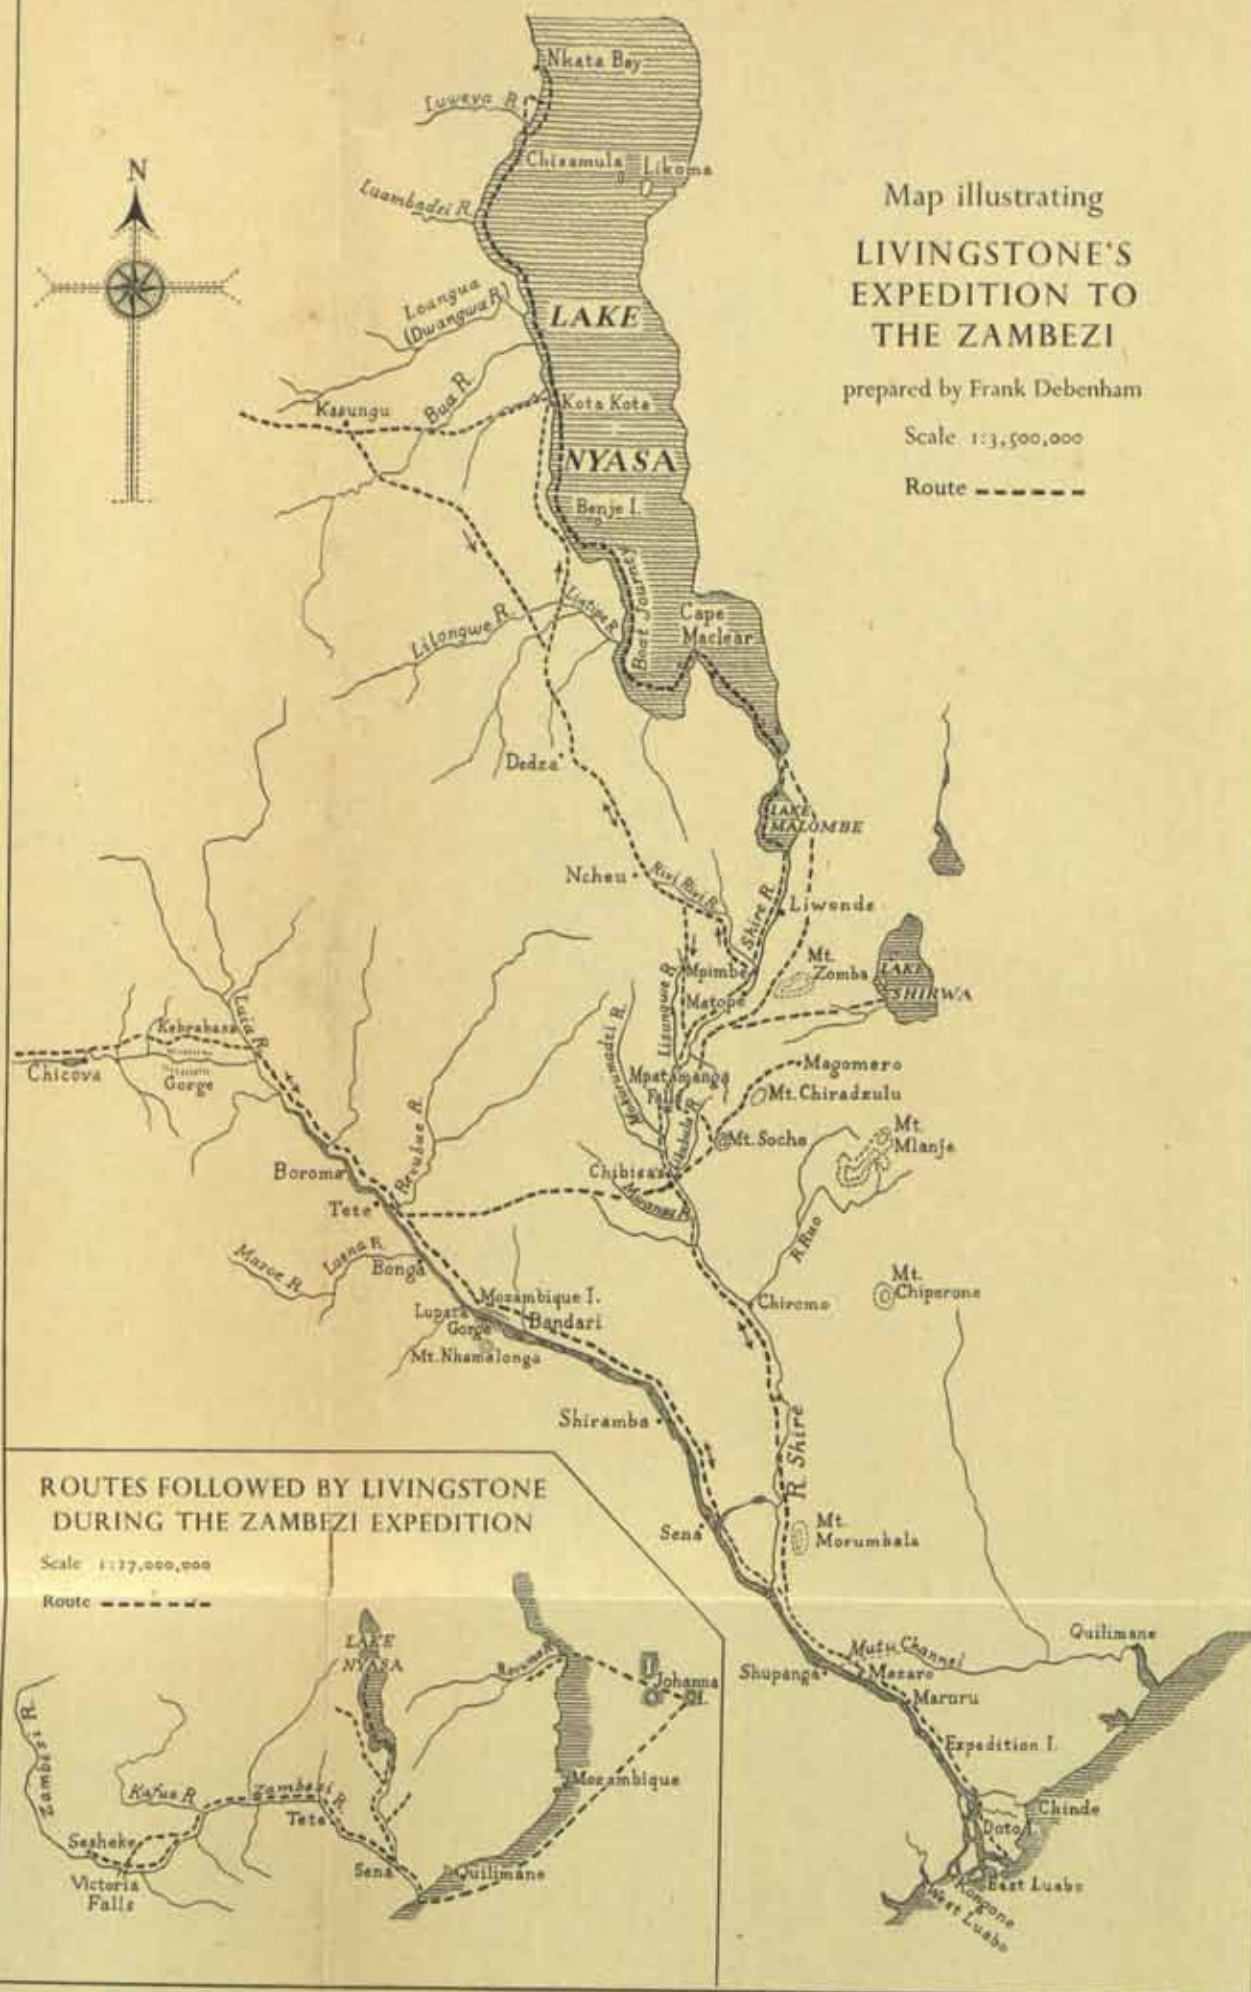 Nkata Bay
Luweya R.
Chisamula
Likoma
N
Luambadzi R.
Map illustrating
LIVINGSTONE'S
EXPEDITION TO
THE ZAMBEZI
prepared by Frank Debenham
Scale 1:3,500,000
Route
Loangua
(Dwangwa R)
LAKE
NYASA
Kasungu
Bua R
Kota Kota
Benje I.
Boat Journey
Lintipe R
Lilongwe R
Cape
Maclear
Dedza
LAKE
MALOMBE
Ncheu
Rivi Rivi R
Shire R
Liwonde
Mpimbe
Mt.
Zomba
LAKE
SHIRWA
Matope
Lisungwe R
Luia R.
Kebrabasa
Gorge
Chicova
Mpatamanga
Falls
Magomero
Mt. Chiradzulu
Mt. Soche
Mt.
Mlanje
Boroma
Revubue R
Tete
Chibisa's
Mwanza R
R. Ruo
Mazoe R
Luena R
Bonga
Mozambique I.
Bandari
Lupata
Gorge
Mt. Nhamalonga
Chiromo
Mt.
Chiperone
Shiramba
R. Shiré
Sena
Mt.
Morumbala
Mutu Channel
Quilimane
Shupanga
Mazaro
Maruru
Expedition I.
Chinde
Doto I.
East Luabo
Kongone
West Luabo
ROUTES FOLLOWED BY LIVINGSTONE
DURING THE ZAMBEZI EXPEDITION
Scale 1:17,000,000
Route
LAKE
NYASA
Rovuma R
Johanna
I.
Zambezi R
Kafue R
Zambezi R.
Tete
Mozambique
Sesheke
Victoria
Falls
Sena
Quilimane